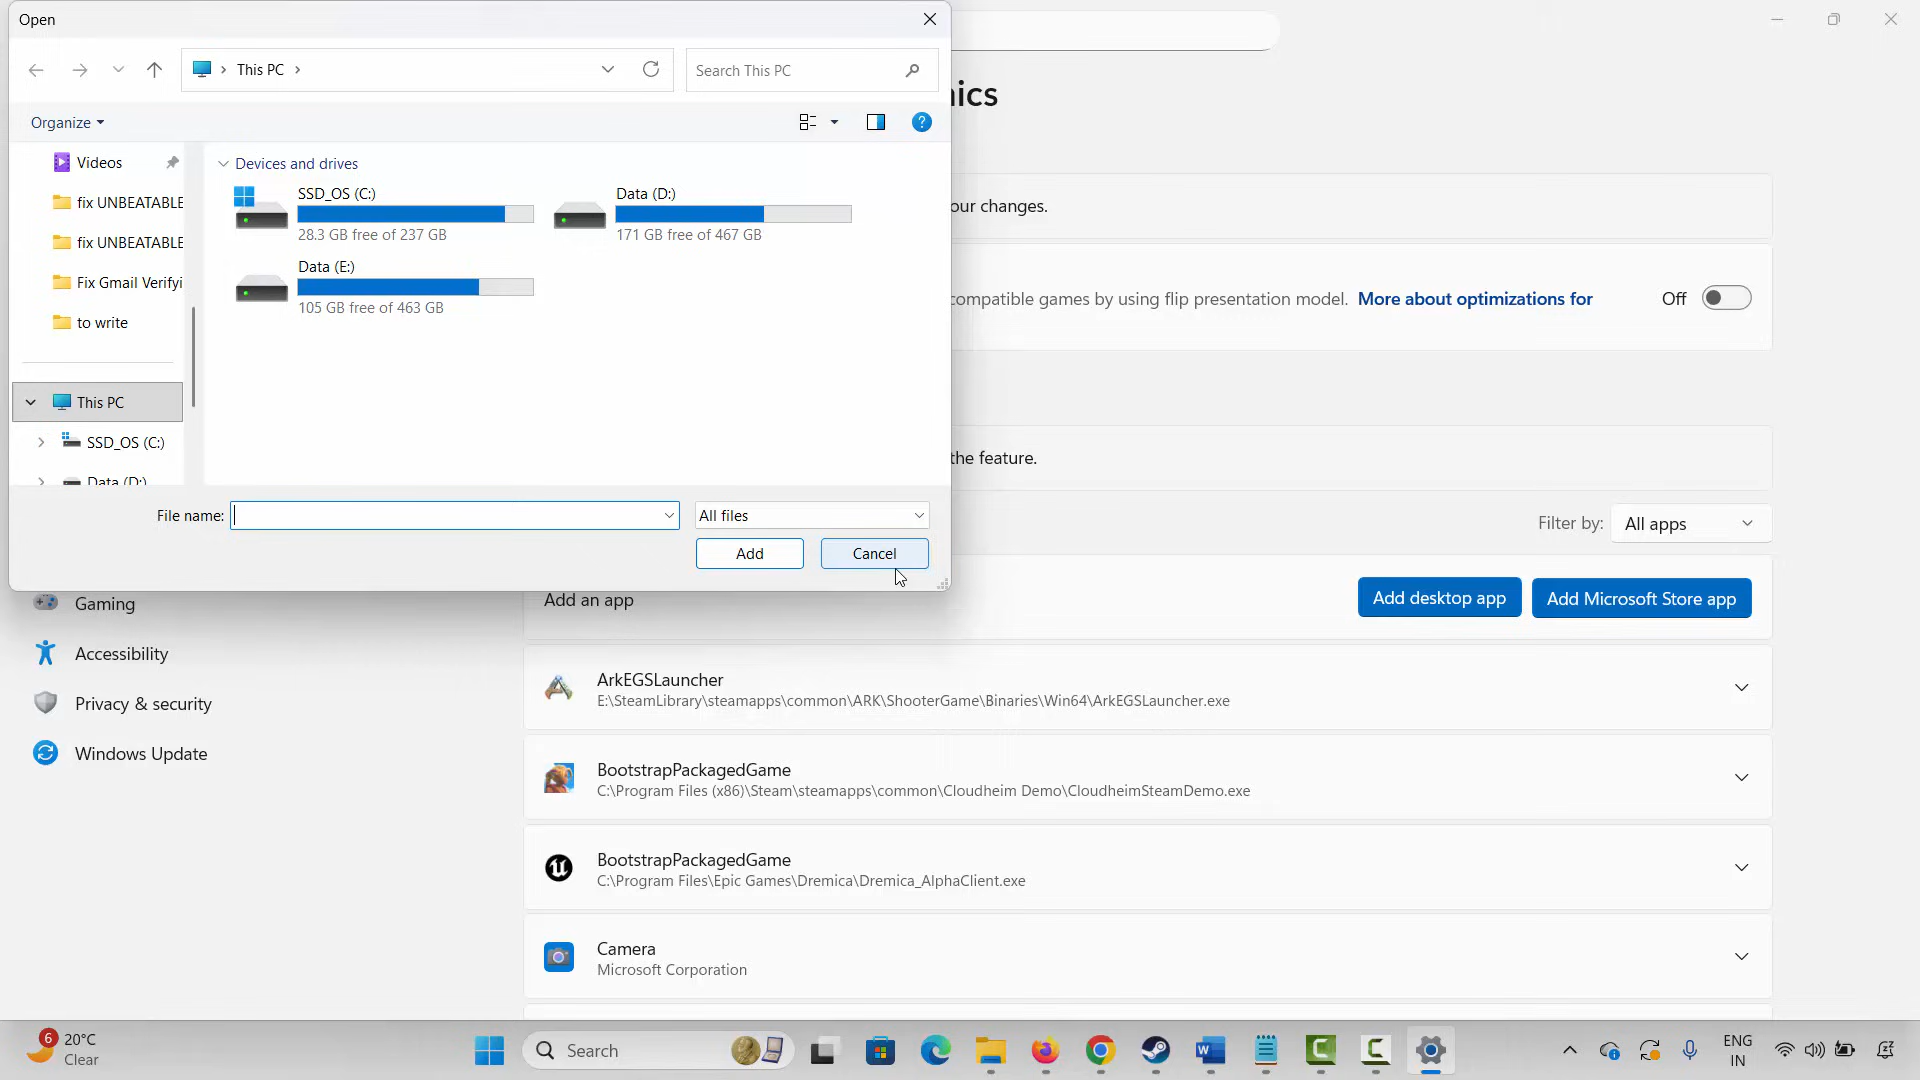 Open
This PC
Search This PC
Organize
Videos
fix UNBEATABLE
fix UNBEATABLE
Fix Gmail Verifyi
to write
This PC
SSD_OS (C:)
Data (D:)
Devices and drives
SSD_OS (C:)
28.3 GB free of 237 GB
Data (D:)
171 GB free of 467 GB
Data (E:)
105 GB free of 463 GB
File name:
All files
Add
Cancel
ics
our changes.
compatible games by using flip presentation model. More about optimizations for
Off
the feature.
Filter by:
All apps
Add an app
Add desktop app
Add Microsoft Store app
Gaming
Accessibility
Privacy & security
Windows Update
ArkEGSLauncher
E:\SteamLibrary\steamapps\common\ARK\ShooterGame\Binaries\Win64\ArkEGSLauncher.exe
BootstrapPackagedGame
C:\Program Files (x86)\Steam\steamapps\common\Cloudheim Demo\CloudheimSteamDemo.exe
BootstrapPackagedGame
C:\Program Files\Epic Games\Dremica\Dremica_AlphaClient.exe
Camera
Microsoft Corporation
6
20°C
Clear
Search
ENG
IN